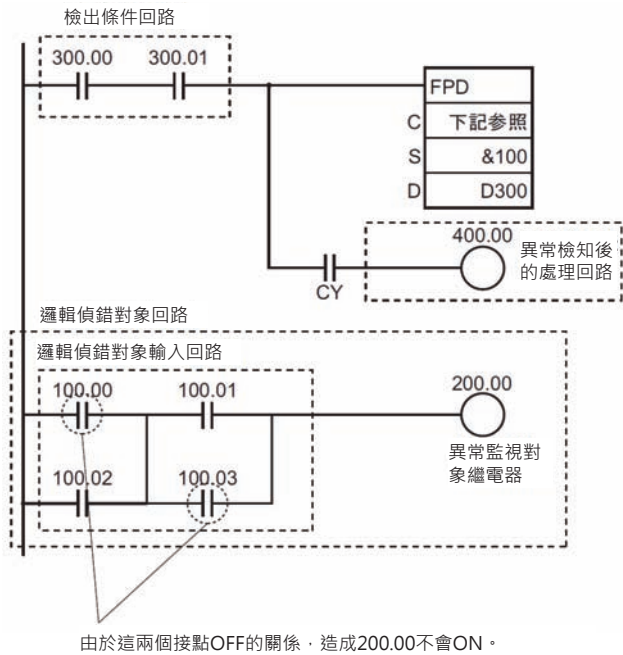 檢出條件回路
300.00 300.01
FPD
C 下記参照
S &100
D D300
400.00
異常檢知後
的處理回路
CY
邏輯偵錯對象回路
邏輯偵錯對象輸入回路
100.00 100.01 200.00
異常監視對
象繼電器
100.02 100.03
由於這兩個接點OFF的關係，造成200.00不會ON。